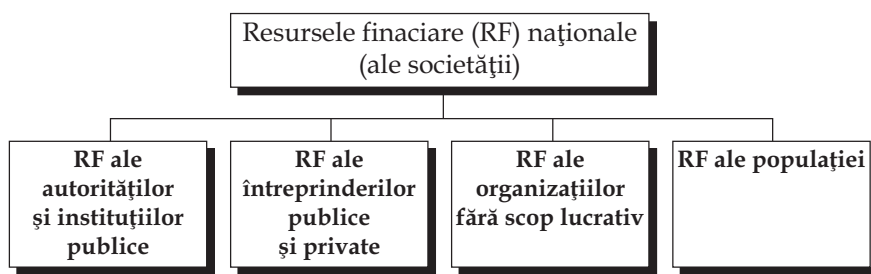 Resursele finaciare (RF) naţionale
(ale societăţii)
RF ale
autorităţilor
şi instituţiilor
publice
RF ale
întreprinderilor
publice
şi private
RF ale
organizaţiilor
fără scop lucrativ
RF ale populaţiei